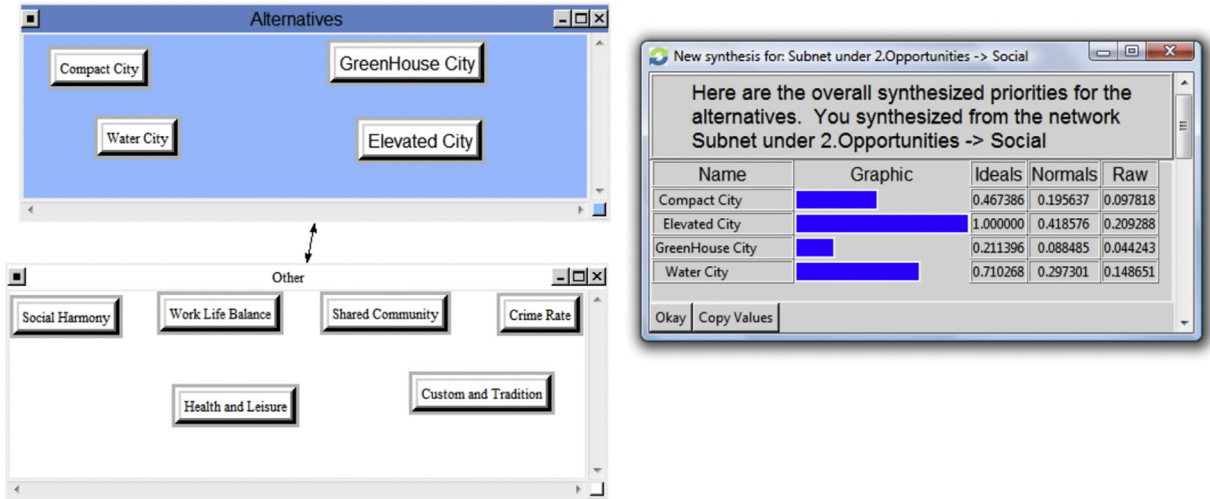 Alternatives
Compact City
GreenHouse City
Water City
Elevated City
Other
Social Harmony
Work Life Balance
Shared Community
Crime Rate
Health and Leisure
Custom and Tradition
New synthesis for: Subnet under 2.Opportunities -> Social
Here are the overall synthesized priorities for the
alternatives. You synthesized from the network
Subnet under 2.Opportunities -> Social
Name Graphic Ideals Normals Raw
Compact City 0.467386 0.195637 0.097818
Elevated City 1.000000 0.418576 0.209288
GreenHouse City 0.211396 0.088485 0.044243
Water City 0.710268 0.297301 0.148651
Okay Copy Values